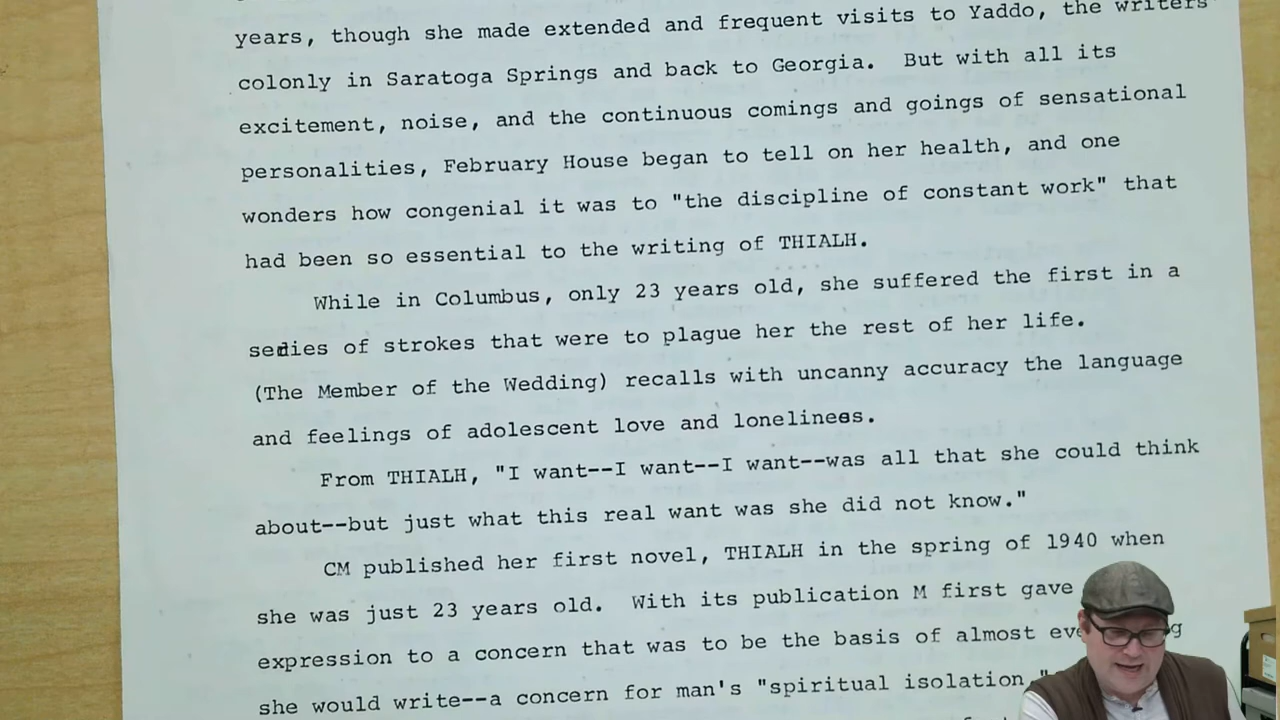 years, though she made extended and frequent visits to Yaddo, the writers'
colonly in Saratoga Springs and back to Georgia. But with all its
excitement, noise, and the continuous comings and goings of sensational
personalities, February House began to tell on her health, and one
wonders how congenial it was to "the discipline of constant work" that
had been so essential to the writing of THIALH.
While in Columbus, only 23 years old, she suffered the first in a
sedies of strokes that were to plague her the rest of her life.
(The Member of the Wedding) recalls with uncanny accuracy the language
and feelings of adolescent love and loneliness.
From THIALH, "I want--I want--I want--was all that she could think
about--but just what this real want was she did not know."
CM published her first novel, THIALH in the spring of 1940 when
she was just 23 years old. With its publication M first gave
expression to a concern that was to be the basis of almost
she would write--a concern for man's "spiritual isolation."